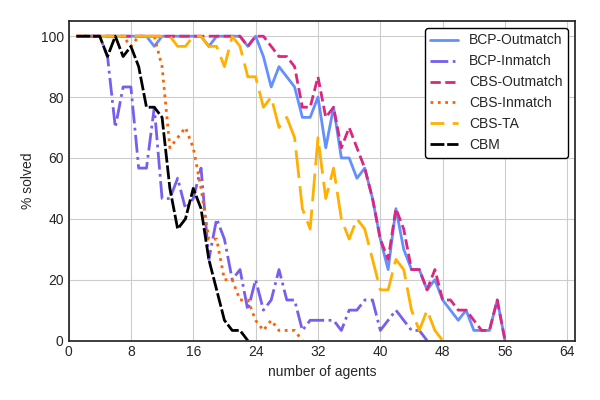 100
80
60
40
20
0
% solved
0 8 16 24 32 40 48 56 64
number of agents
BCP-Outmatch
BCP-Inmatch
CBS-Outmatch
CBS-Inmatch
CBS-TA
CBM